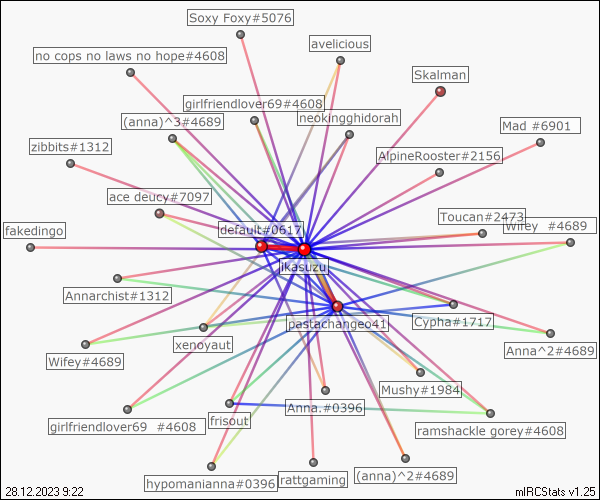 Soxy Foxy#5076
avelicious
no cops no laws no hope#4608
Skalman
girlfriendlover69#4608
neokingghidorah
(anna)^3#4689
Mad #6901
zibbits#1312
AlpineRooster#2156
ace deucy#7097
Toucan#2473
Wifey  #4689
default#0617
fakedingo
ikasuzu
Annarchist#1312
pastachangeo41
Cypha#1717
xenoyaut
Anna^2#4689
Wifey#4689
Mushy#1984
Anna.#0396
frisout
girlfriendlover69  #4608
ramshackle gorey#4608
hypomanianna#0396
rattgaming
(anna)^2#4689
28.12.2023 9:22
mIRCStats v1.25